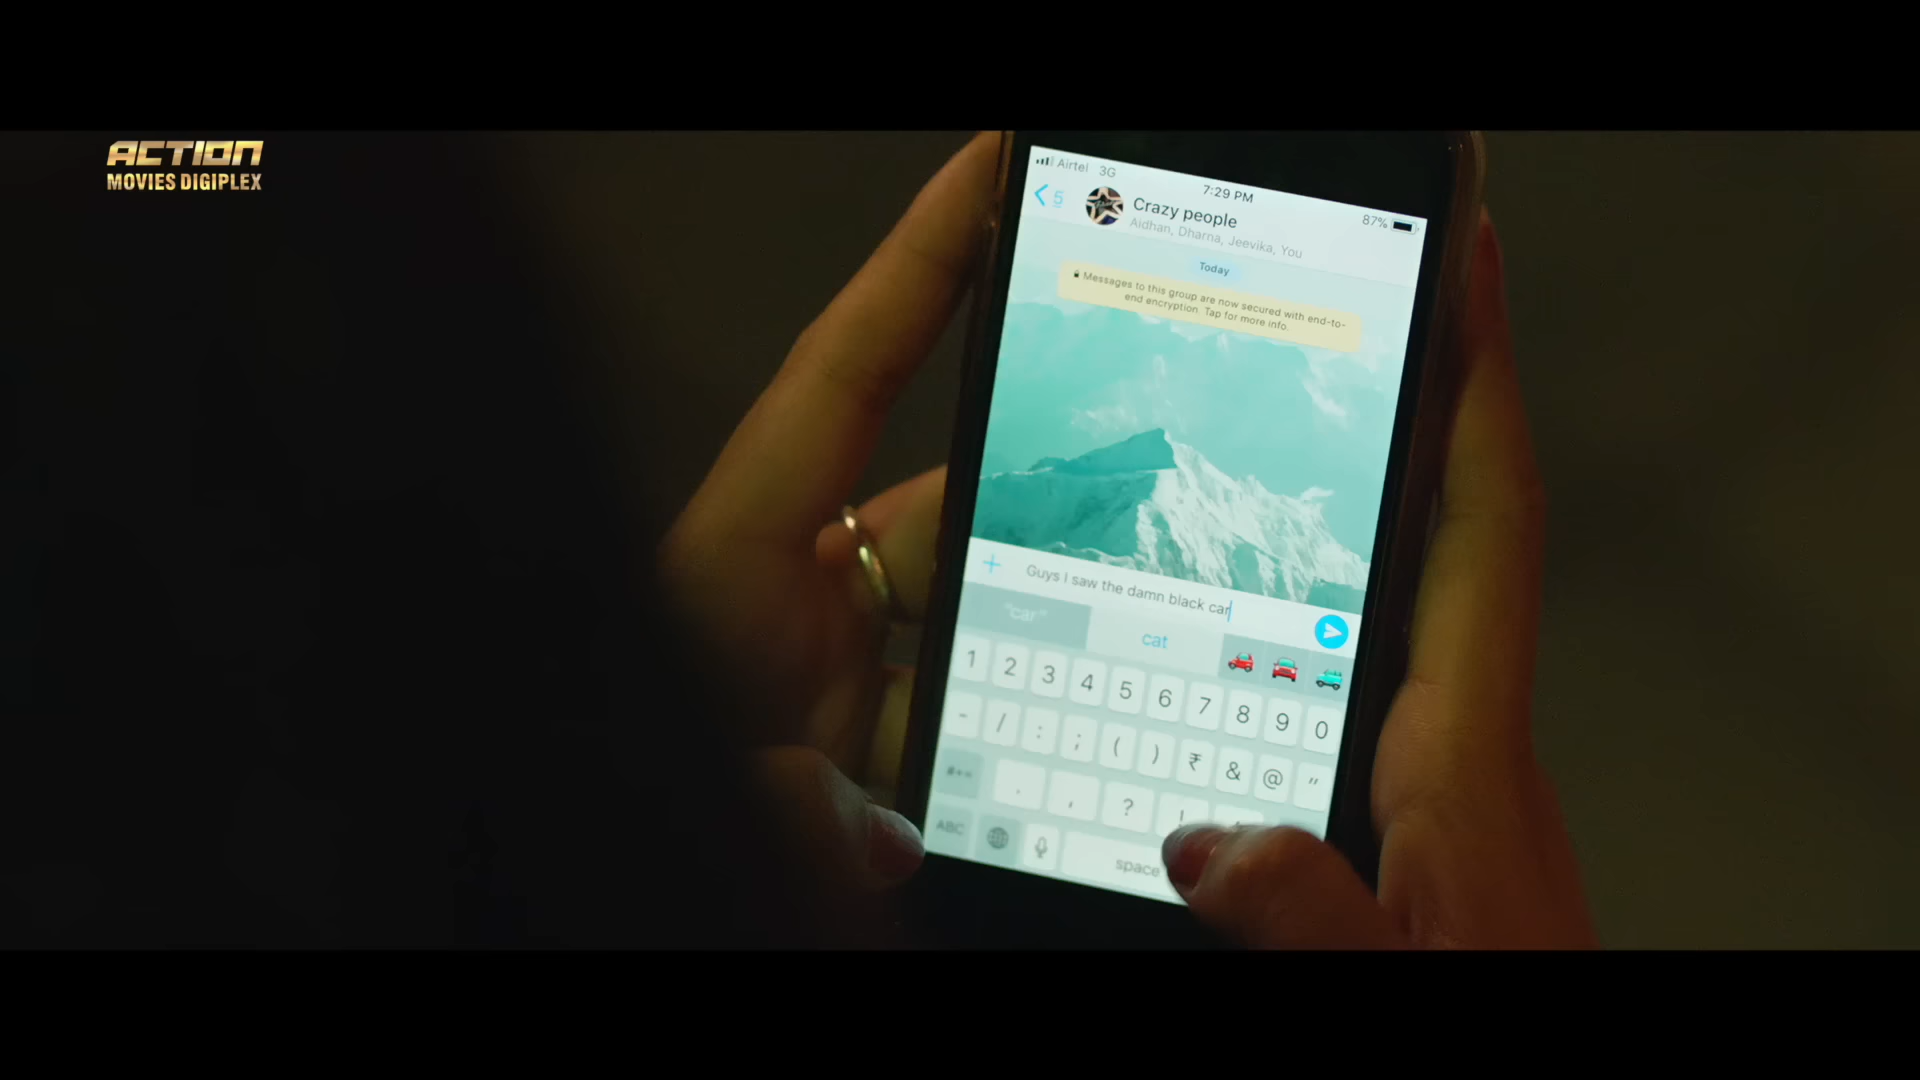 ACTION
MOVIES DIGIPLEX
Airtel 3G
7:29 PM
87%
5
Crazy people
Aidhan, Dharna, Jeevika, You
Today
Messages to this group are now secured with end-to-
end encryption. Tap for more info.
Guys I saw the damn black car
"car"
cat
1 2 3 4 5 6 7 8 9 0
- / : ; ( ) ₹ & @ "
#+= . , ? !
ABC
space